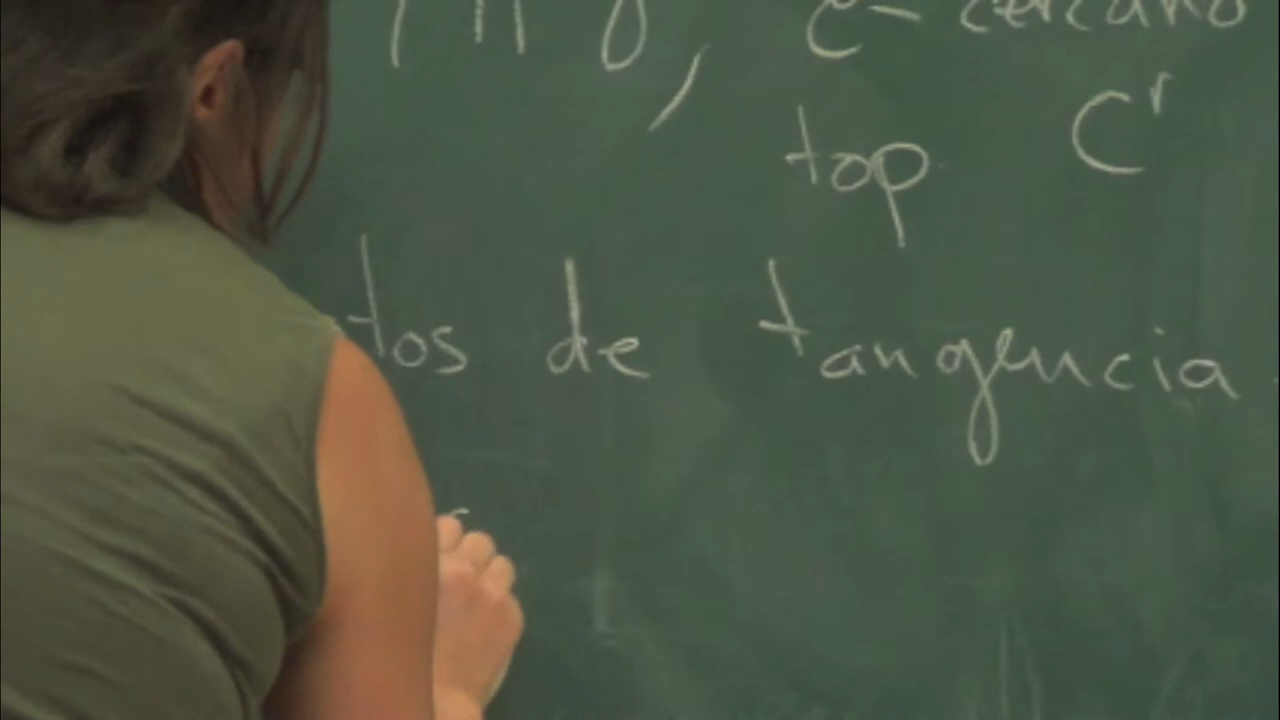 ε-cercano
top C^r
tos de tangencia